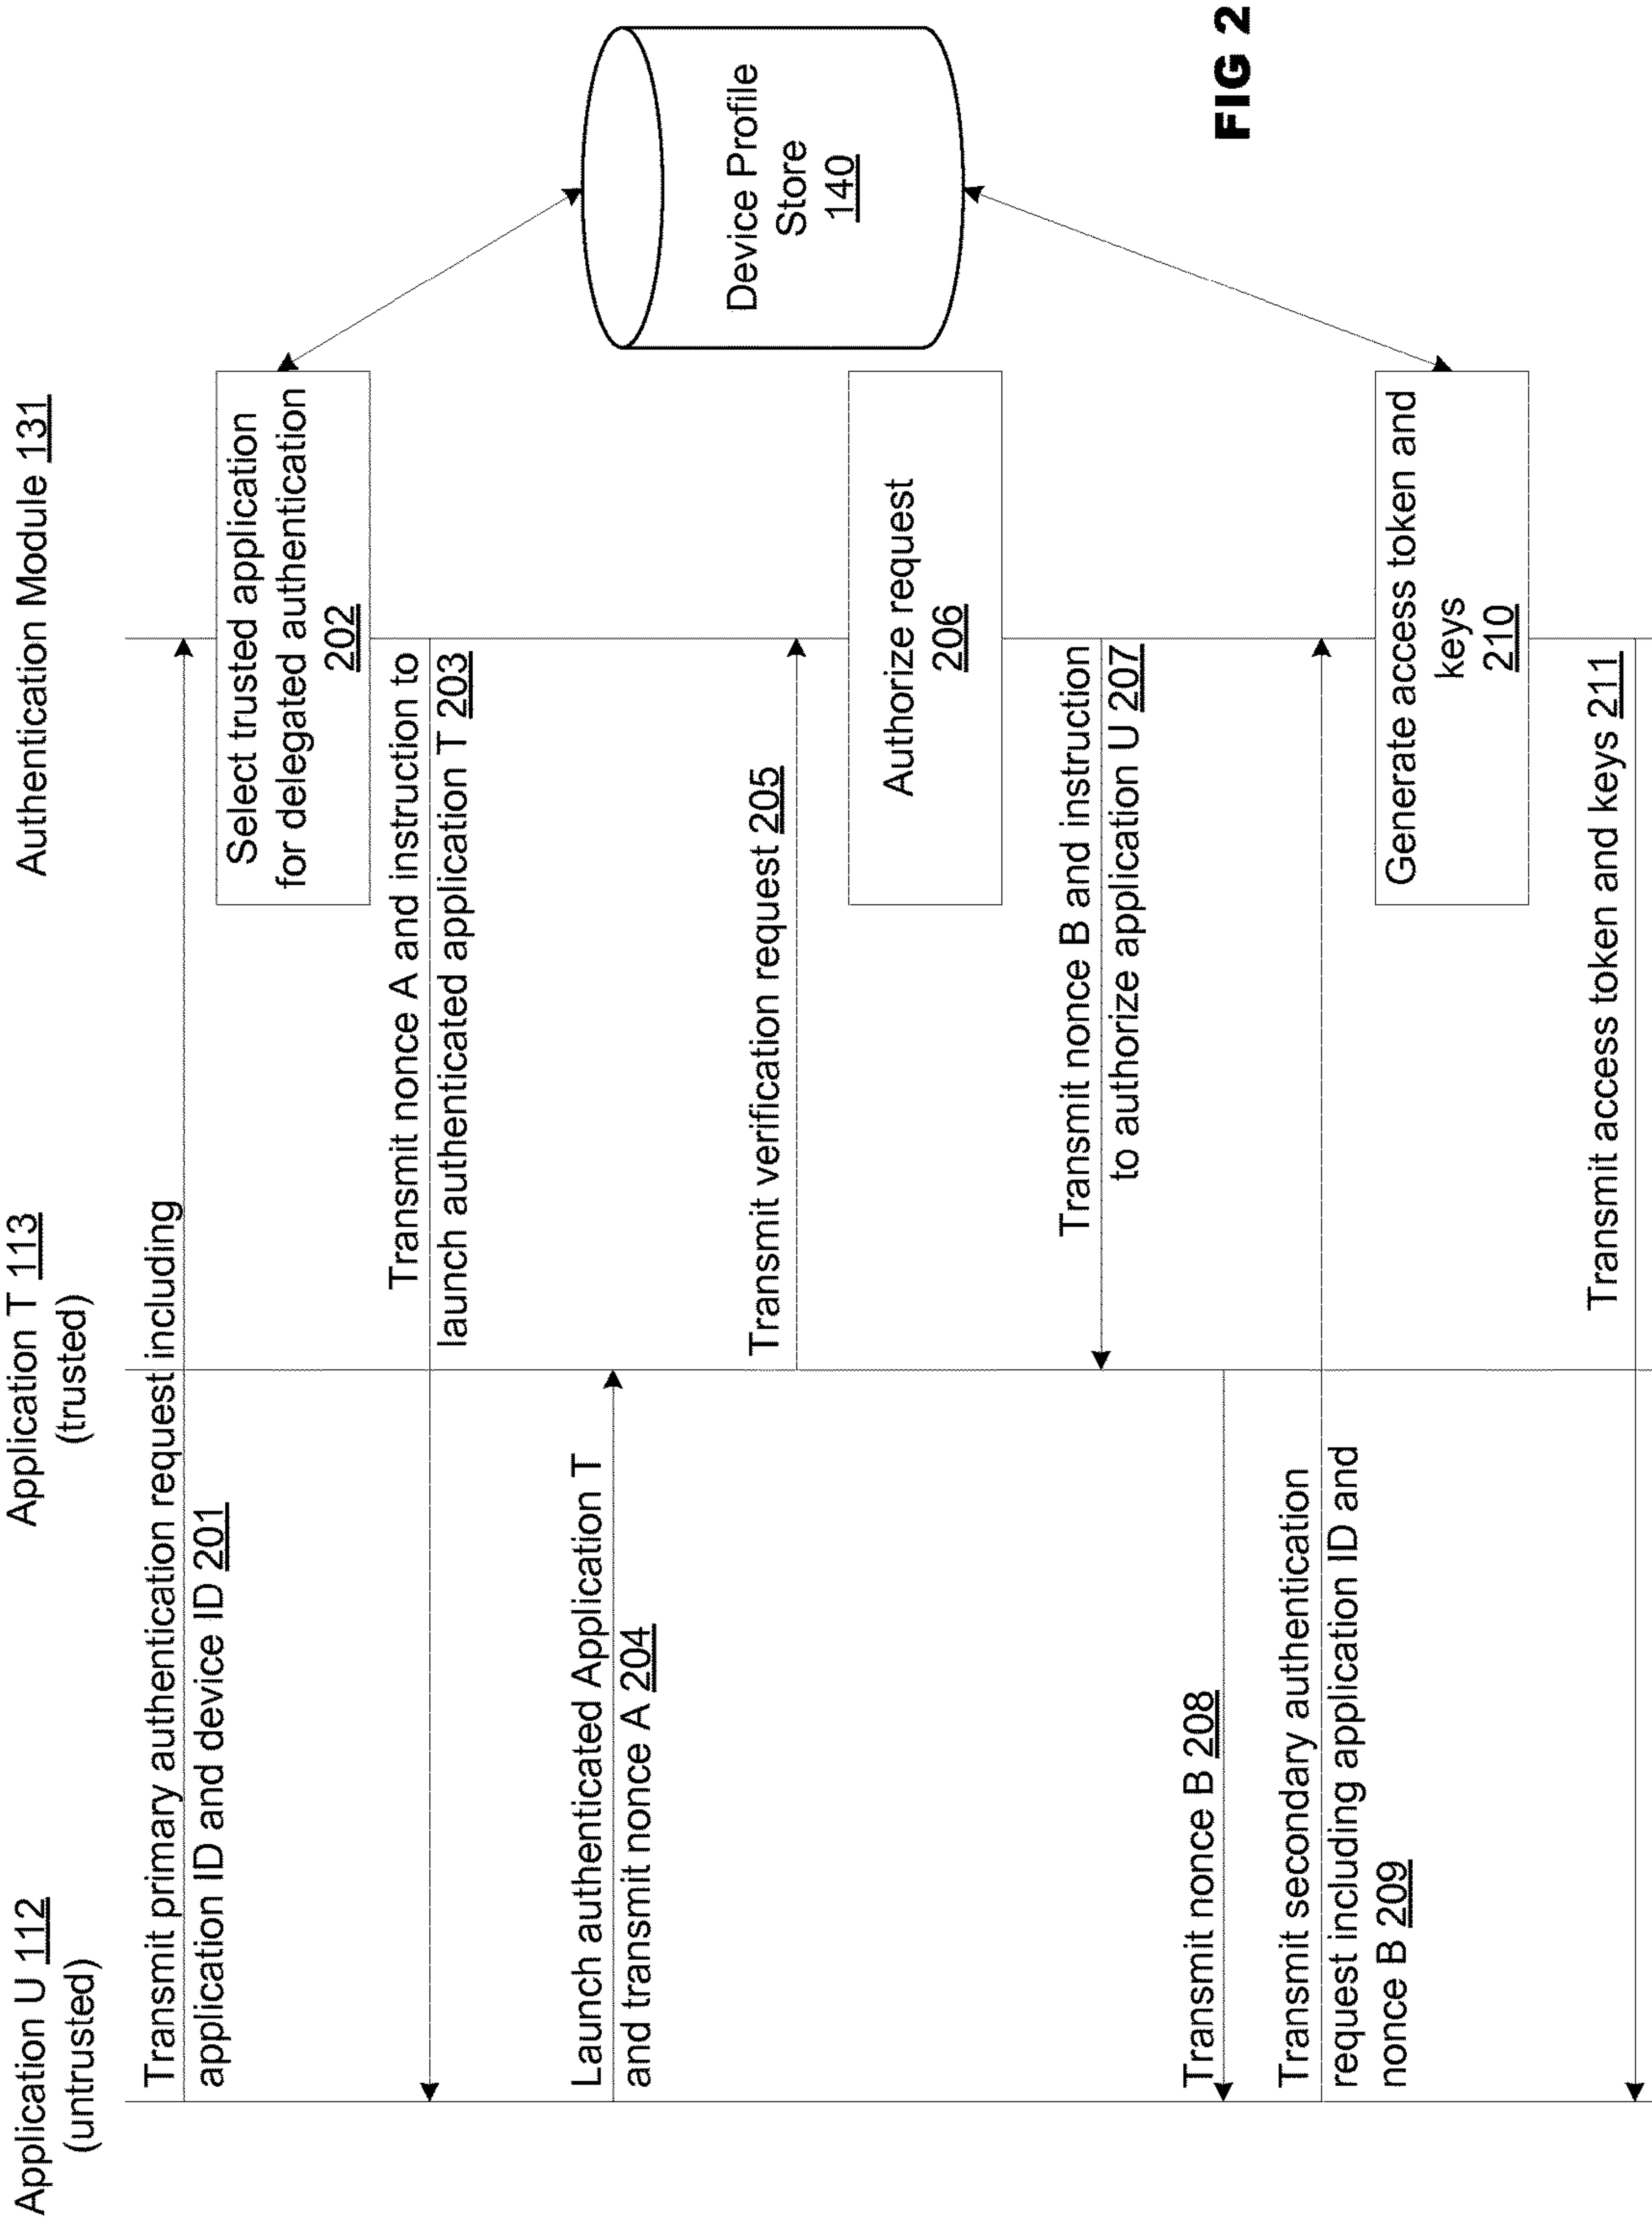 Application U 112
(untrusted)
Application T 113
(trusted)
Authentication Module 131
Transmit primary authentication request including
application ID and device ID 201
Select trusted application
for delegated authentication
202
Transmit nonce A and instruction to
launch authenticated application T 203
Launch authenticated Application T
and transmit nonce A 204
Device Profile
Store
140
Transmit verification request 205
Authorize request
206
Transmit nonce B and instruction
to authorize application U 207
Transmit nonce B 208
Transmit secondary authentication
request including application ID and
nonce B 209
Generate access token and
keys
210
Transmit access token and keys 211
FIG 2